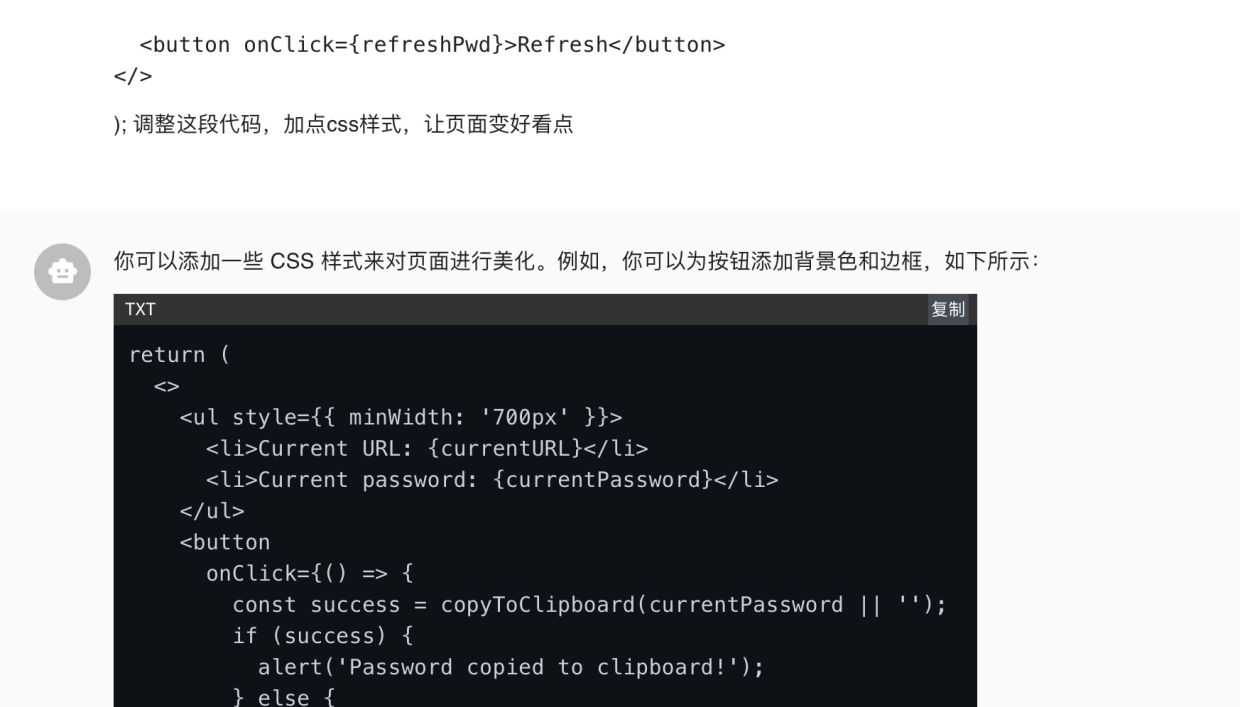 <button onClick={refreshPwd}>Refresh</button>
</>
); 调整这段代码，加点css样式，让页面变好看点
你可以添加一些 CSS 样式来对页面进行美化。例如，你可以为按钮添加背景色和边框，如下所示：
TXT 复制
return (
<>
<ul style={{ minWidth: '700px' }}>
<li>Current URL: {currentURL}</li>
<li>Current password: {currentPassword}</li>
</ul>
<button
onClick={() => {
const success = copyToClipboard(currentPassword || '');
if (success) {
alert('Password copied to clipboard!');
} else {